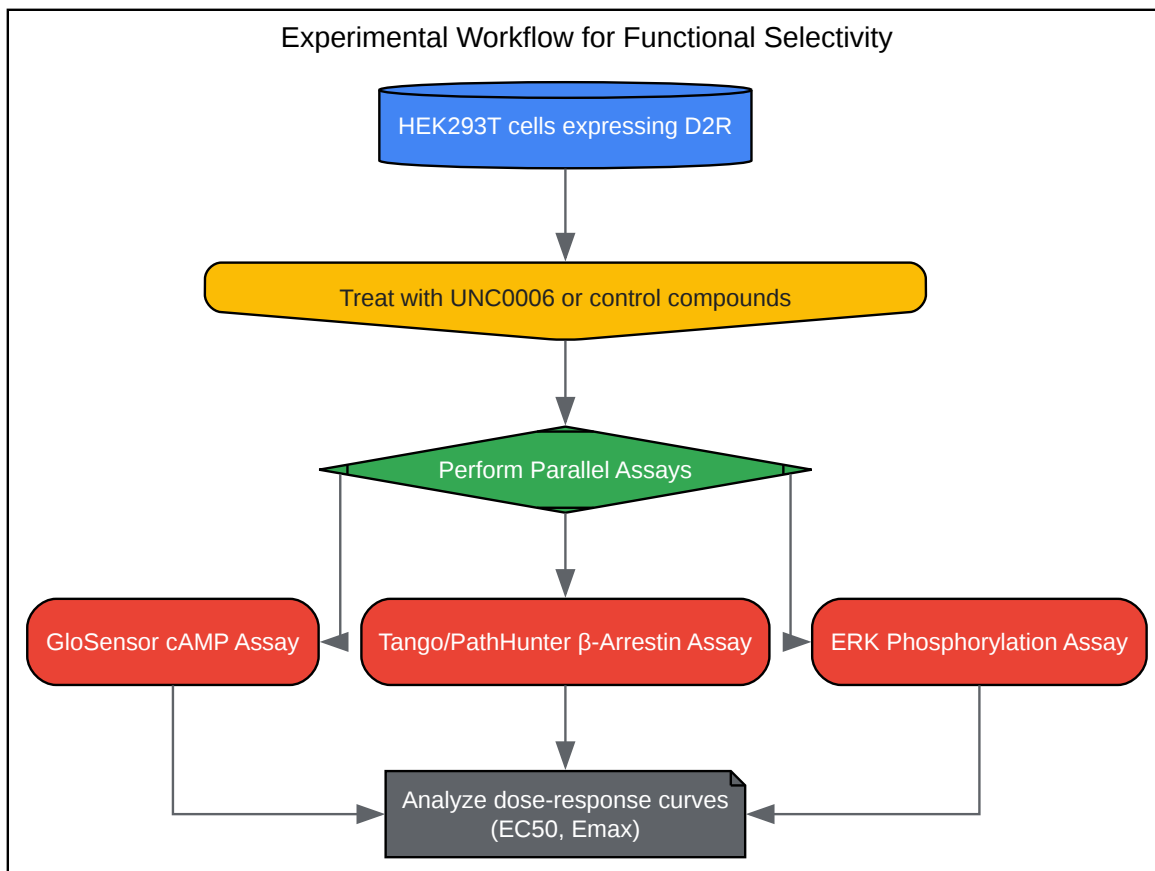 Experimental Workflow for Functional Selectivity
HEK293T cells expressing D2R
Treat with UNC0006 or control compounds
Perform Parallel Assays
GloSensor cAMP Assay
Tango/PathHunter β-Arrestin Assay
ERK Phosphorylation Assay
Analyze dose-response curves
(EC50, Emax)